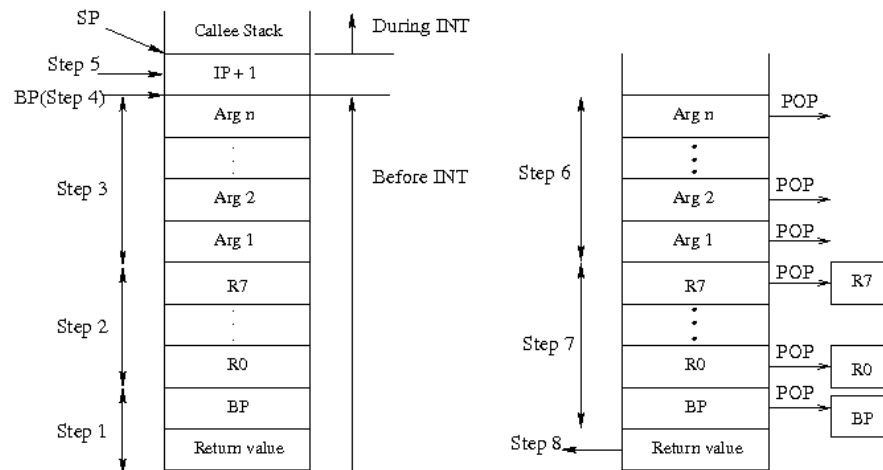 SP
Callee Stack
During INT
Step 5
IP + 1
BP(Step 4)
Arg n
Step 3
Before INT
Arg 2
Arg 1
R7
Step 2
R0
BP
Step 1
Return value
Arg n
POP
Step 6
Arg 2
POP
Arg 1
POP
R7
POP
R7
Step 7
R0
POP
R0
BP
POP
BP
Step 8
Return value